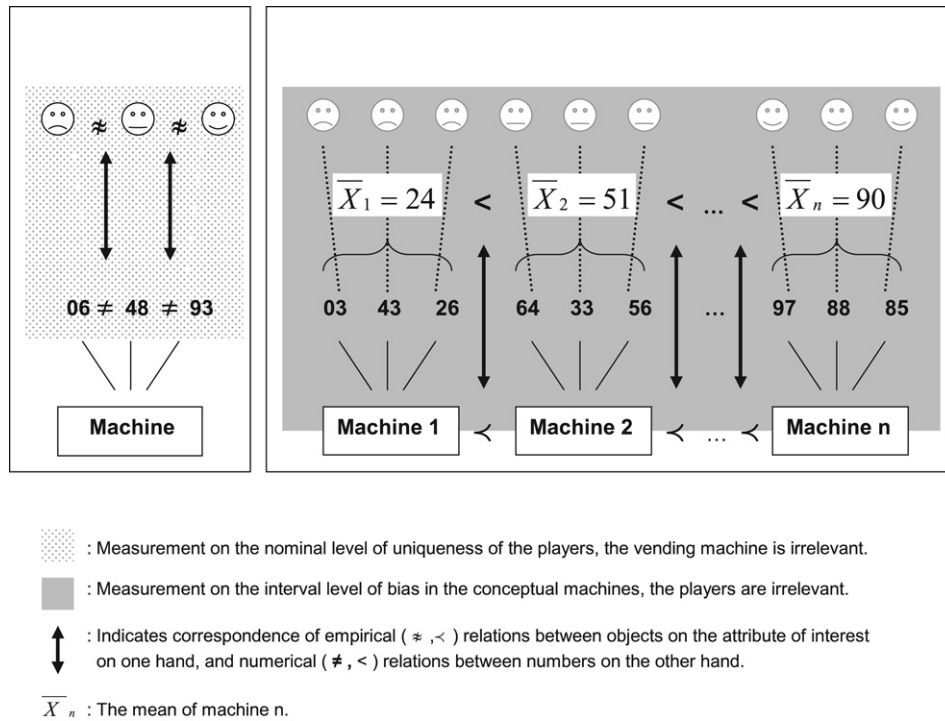 ≉ ≉
06 ≠ 48 ≠ 93
Machine
X̄ 1 = 24 < X̄ 2 = 51 < ... < X̄ n = 90
03 43 26 64 33 56 ... 97 88 85
Machine 1 ≺ Machine 2 ≺ ... ≺ Machine n
: Measurement on the nominal level of uniqueness of the players, the vending machine is irrelevant.
: Measurement on the interval level of bias in the conceptual machines, the players are irrelevant.
: Indicates correspondence of empirical ( ≉ ,≺ ) relations between objects on the attribute of interest
on one hand, and numerical ( ≠ , < ) relations between numbers on the other hand.
X̄ n : The mean of machine n.